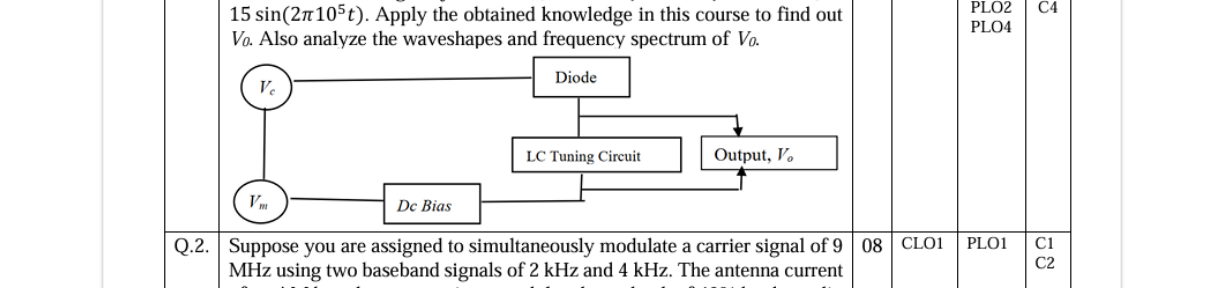 15 sin(2π10⁵t). Apply the obtained knowledge in this course to find out
V₀. Also analyze the waveshapes and frequency spectrum of V₀.
PLO2
PLO4
C4
Diode
V_c
LC Tuning Circuit
Output, V_o
V_m
Dc Bias
Q.2. Suppose you are assigned to simultaneously modulate a carrier signal of 9 08 CLO1 PLO1 C1
MHz using two baseband signals of 2 kHz and 4 kHz. The antenna current C2